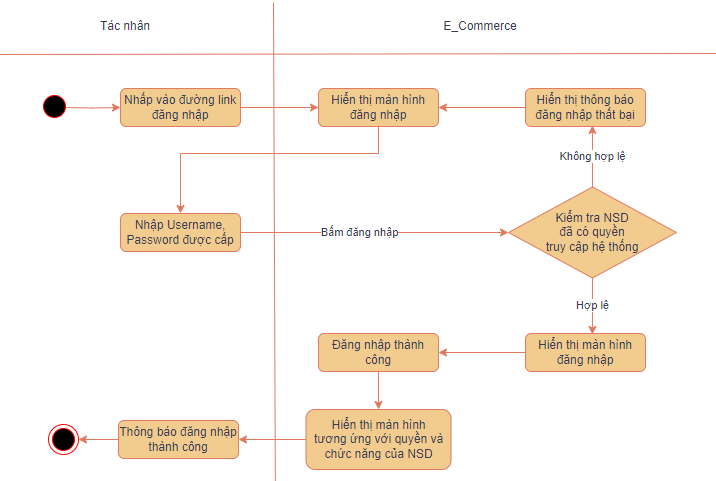 Tác nhân
E_Commerce
Nhấp vào đường link
đăng nhập
Hiển thị màn hình
đăng nhập
Hiển thị thông báo
đăng nhập thất bại
Không hợp lệ
Nhập Username,
Password được cấp
Bấm đăng nhập
Kiểm tra NSD
đã có quyền
truy cập hệ thống
Hợp lệ
Đăng nhập thành
công
Hiển thị màn hình
đăng nhập
Thông báo đăng nhập
thành công
Hiển thị màn hình
tương ứng với quyền và
chức năng của NSD